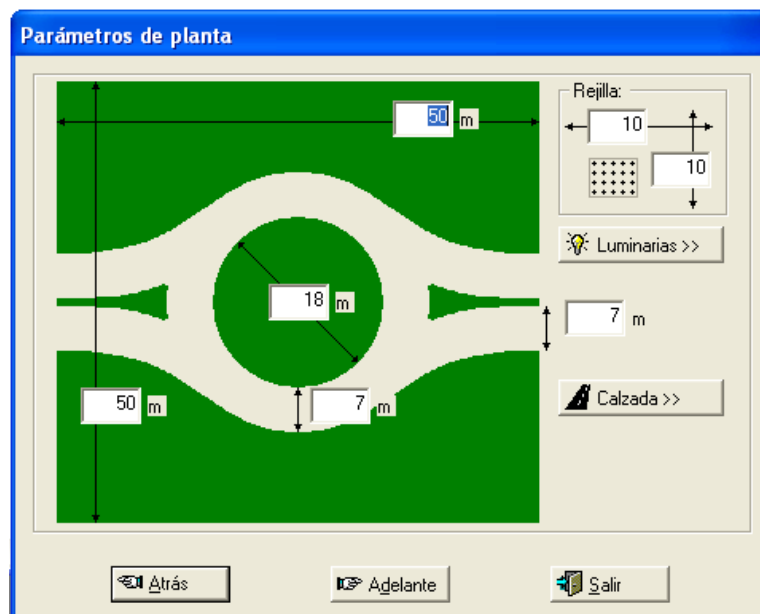 Parámetros de planta
50 m
Rejilla:
10
10
Luminarias >>
18 m
7 m
50 m
7 m
Calzada >>
Atrás
Adelante
Salir